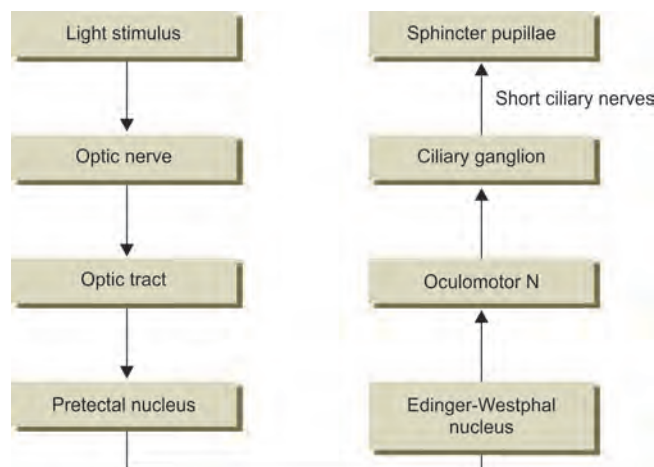 Light stimulus
Optic nerve
Optic tract
Pretectal nucleus
Sphincter pupillae
Short ciliary nerves
Ciliary ganglion
Oculomotor N
Edinger-Westphal
nucleus